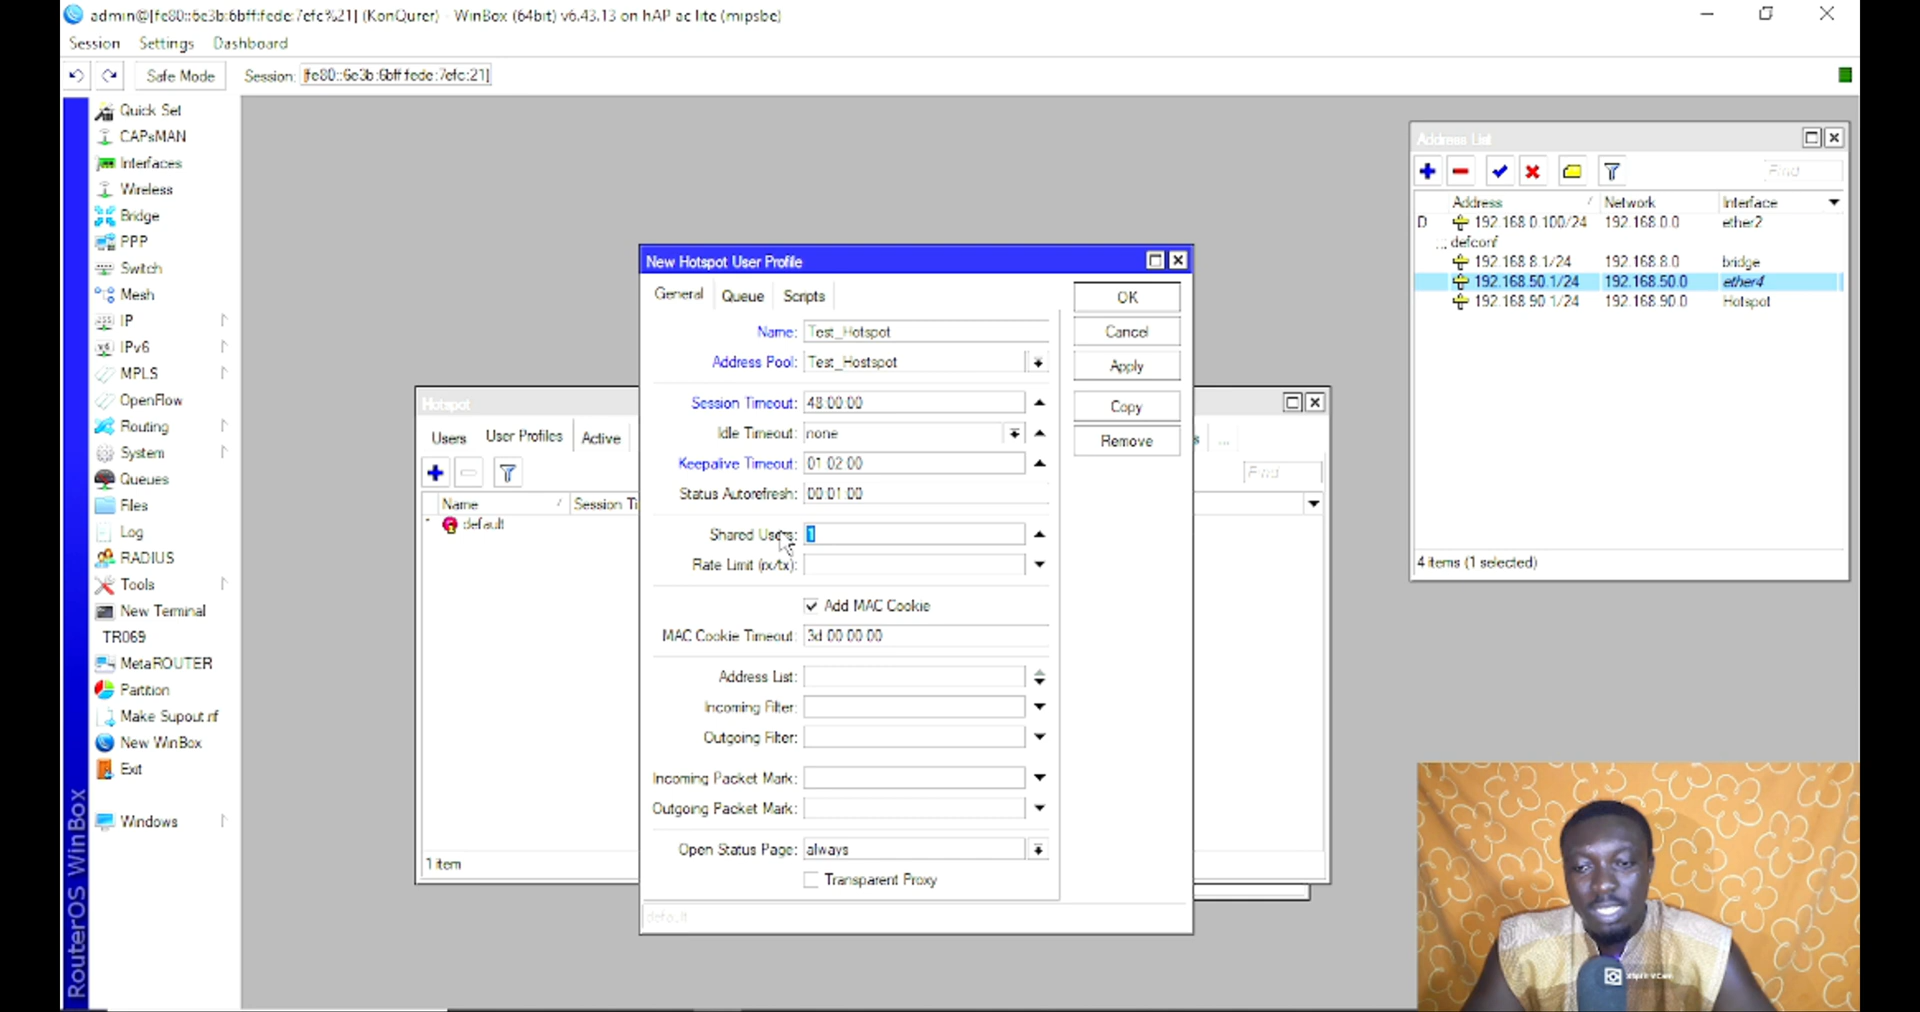 admin@[fe80::6e3b:6bff:fede:7efc%21] (KonQurer) - WinBox (64bit) v6.43.13 on hAP ac lite (mipsbe)
Session Settings Dashboard
Safe Mode Session: [fe80::6e3b:6bff:fede:7efc:21]
Quick Set
CAPsMAN
Interfaces
Wireless
Bridge
PPP
Switch
Mesh
IP
IPv6
MPLS
OpenFlow
Routing
System
Queues
Files
Log
RADIUS
Tools
New Terminal
TR069
MetaROUTER
Partition
Make Supout.rif
New WinBox
Exit
Windows
RouterOS WinBox
Hotspot
Users User Profiles Active
Find
Name Session Ti
* default
1 item
New Hotspot User Profile
General Queue Scripts
Name: Test_Hotspot
Address Pool: Test_Hostspot
Session Timeout: 48:00:00
Idle Timeout: none
Keepalive Timeout: 01:02:00
Status Autorefresh: 00:01:00
Shared Users: 1
Rate Limit (rx/tx):
Add MAC Cookie
MAC Cookie Timeout: 3d 00:00:00
Address List:
Incoming Filter:
Outgoing Filter:
Incoming Packet Mark:
Outgoing Packet Mark:
Open Status Page: always
Transparent Proxy
default
OK
Cancel
Apply
Copy
Remove
s ...
Address List
Find
Address Network Interface
D 192.168.0.100/24 192.168.0.0 ether2
::: defconf
192.168.8.1/24 192.168.8.0 bridge
192.168.50.1/24 192.168.50.0 ether4
192.168.90.1/24 192.168.90.0 Hotspot
4 items (1 selected)